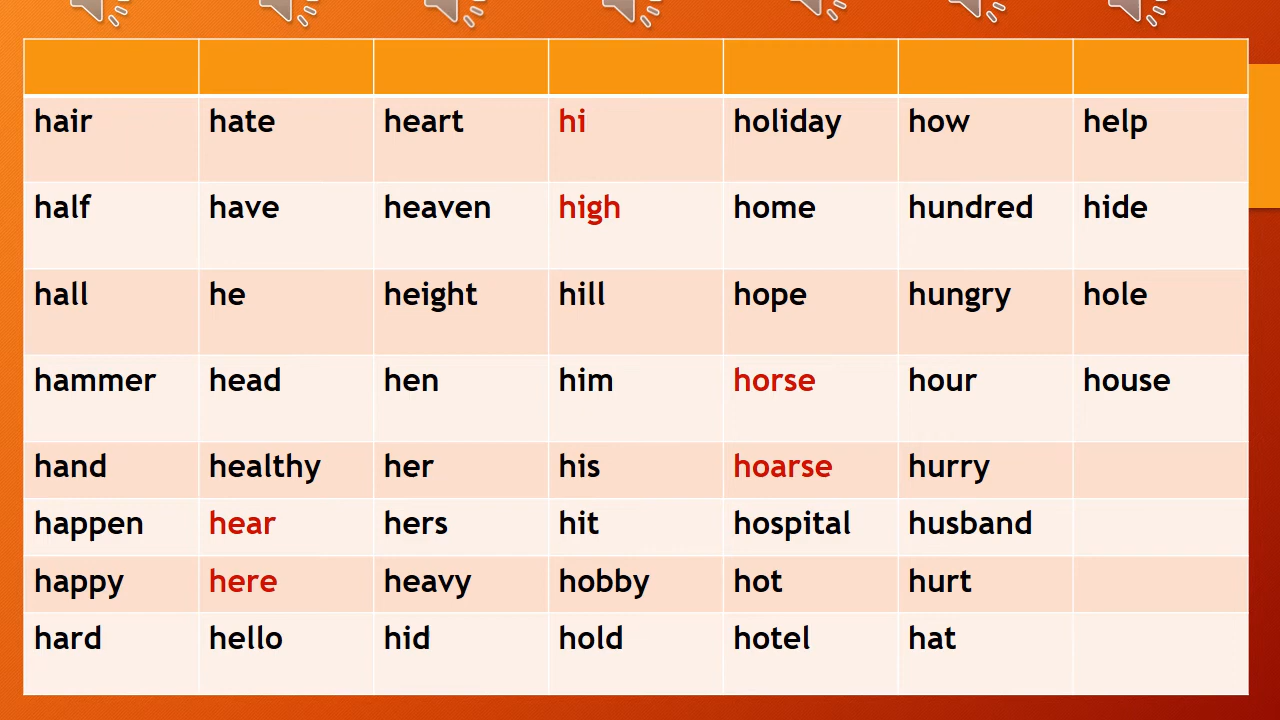 hair hate heart hi holiday how help
half have heaven high home hundred hide
hall he height hill hope hungry hole
hammer head hen him horse hour house
hand healthy her his hoarse hurry
happen hear hers hit hospital husband
happy here heavy hobby hot hurt
hard hello hid hold hotel hat